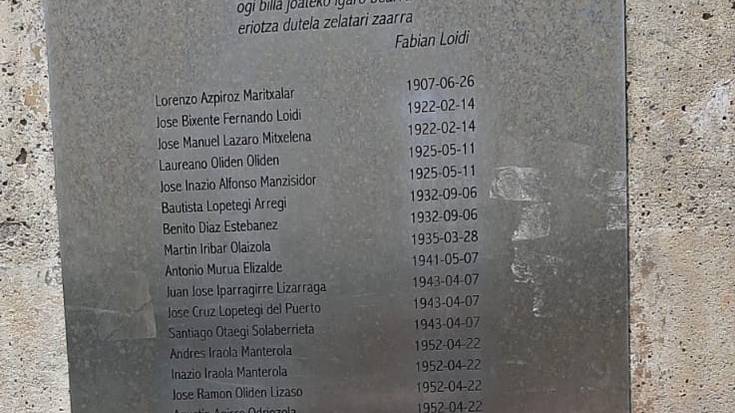 ogi billa joateko igaro
eriotza dutela zelatari zaarra
Fabian Loidi
Lorenzo Azpiroz Maritxalar 1907-06-26
Jose Bixente Fernando Loidi 1922-02-14
Jose Manuel Lazaro Mitxelena 1922-02-14
Laureano Oliden Oliden 1925-05-11
Jose Inazio Alfonso Manzisidor 1925-05-11
Bautista Lopetegi Arregi 1932-09-06
Benito Diaz Estebanez 1932-09-06
Martin Iribar Olaizola 1935-03-28
Antonio Murua Elizalde 1941-05-07
Juan Jose Iparragirre Lizarraga 1943-04-07
Jose Cruz Lopetegi del Puerto 1943-04-07
Santiago Otaegi Solaberrieta 1943-04-07
Andres Iraola Manterola 1952-04-22
Inazio Iraola Manterola 1952-04-22
Jose Ramon Oliden Lizaso 1952-04-22
1952-04-22